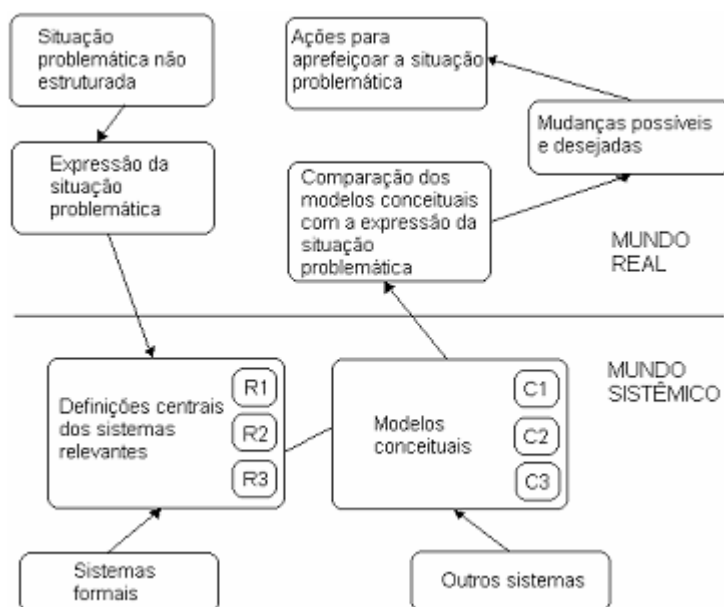 Situação
problemática não
estruturada
Ações para
aprefeiçoar a situação
problemática
Mudanças possíveis
e desejadas
Expressão da
situação
problemática
Comparação dos
modelos conceituais
com a expressão da
situação
problemática
MUNDO
REAL
MUNDO
SISTÊMICO
Definições centrais
dos sistemas
relevantes
R1
R2
R3
Modelos
conceituais
C1
C2
C3
Sistemas
formais
Outros sistemas